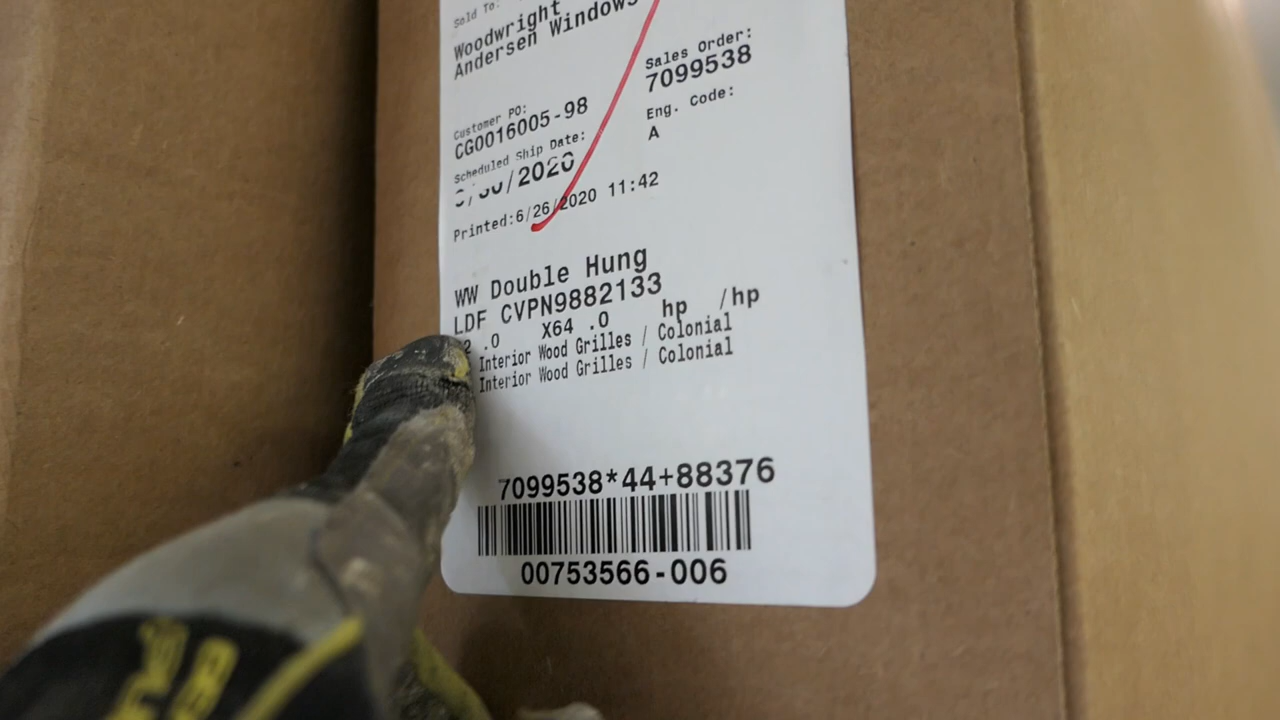 Sold To:
Woodwright
Andersen Windows
Sales Order:
7099538
Customer PO:
CG0016005-98
Eng. Code:
A
Scheduled Ship Date:
/2020
Printed:6/26/2020 11:42
WW Double Hung
LDF CVPN9882133
2 .0 X64 .0 hp /hp
Interior Wood Grilles / Colonial
Interior Wood Grilles / Colonial
7099538*44+88376
00753566-006